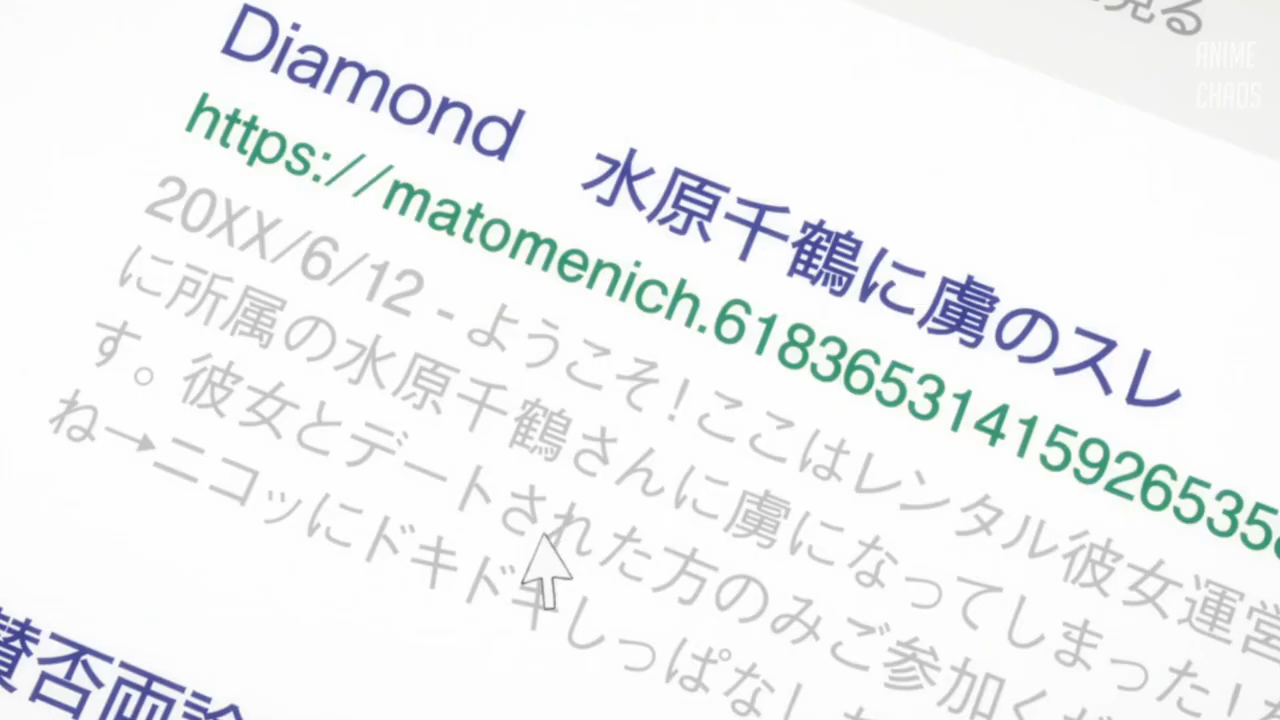 見る
ANIME
CHAOS
Diamond 水原千鶴に虜のスレ
https://matomenich.61836531415926535
20XX/6/12 - ようこそ!ここはレンタル彼女運営
に所属の水原千鶴さんに虜になってしまった!
す。彼女とデートされた方のみご参加く
ね→ニコッにドキドキしっぱなし
賛否両論